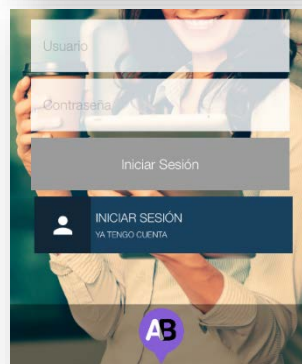 Usuario
Contraseña
Iniciar Sesión
INICIAR SESIÓN
YA TENGO CUENTA
AB